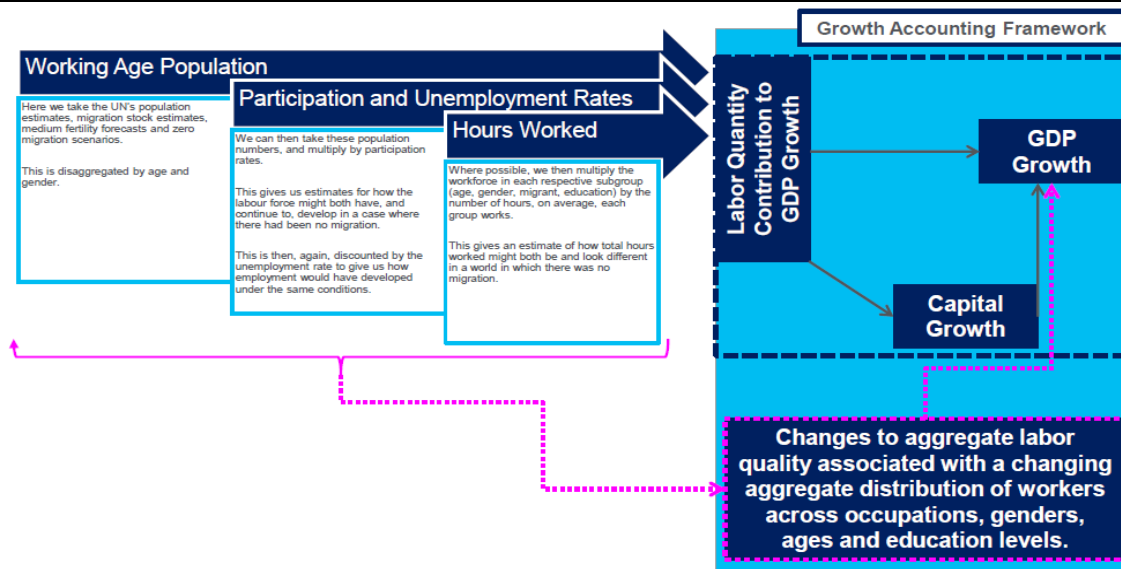 Growth Accounting Framework
Working Age Population
Here we take the UN's population
estimates, migration stock estimates,
medium fertility forecasts and zero
migration scenarios.
This is disaggregated by age and
gender.
Participation and Unemployment Rates
We can then take these population
numbers, and multiply by participation
rates.
This gives us estimates for how the
labour force might both have, and
continue to, develop in a case where
there had been no migration.
This is then, again, discounted by the
unemployment rate to give us how
employment would have developed
under the same conditions.
Hours Worked
Where possible, we then multiply the
workforce in each respective subgroup
(age, gender, migrant, education) by the
number of hours, on average, each
group works.
This gives an estimate of how total hours
worked might both be and look different
in a world in which there was no
migration.
Labor Quantity
Contribution to
GDP Growth
GDP
Growth
Capital
Growth
Changes to aggregate labor
quality associated with a changing
aggregate distribution of workers
across occupations, genders,
ages and education levels.